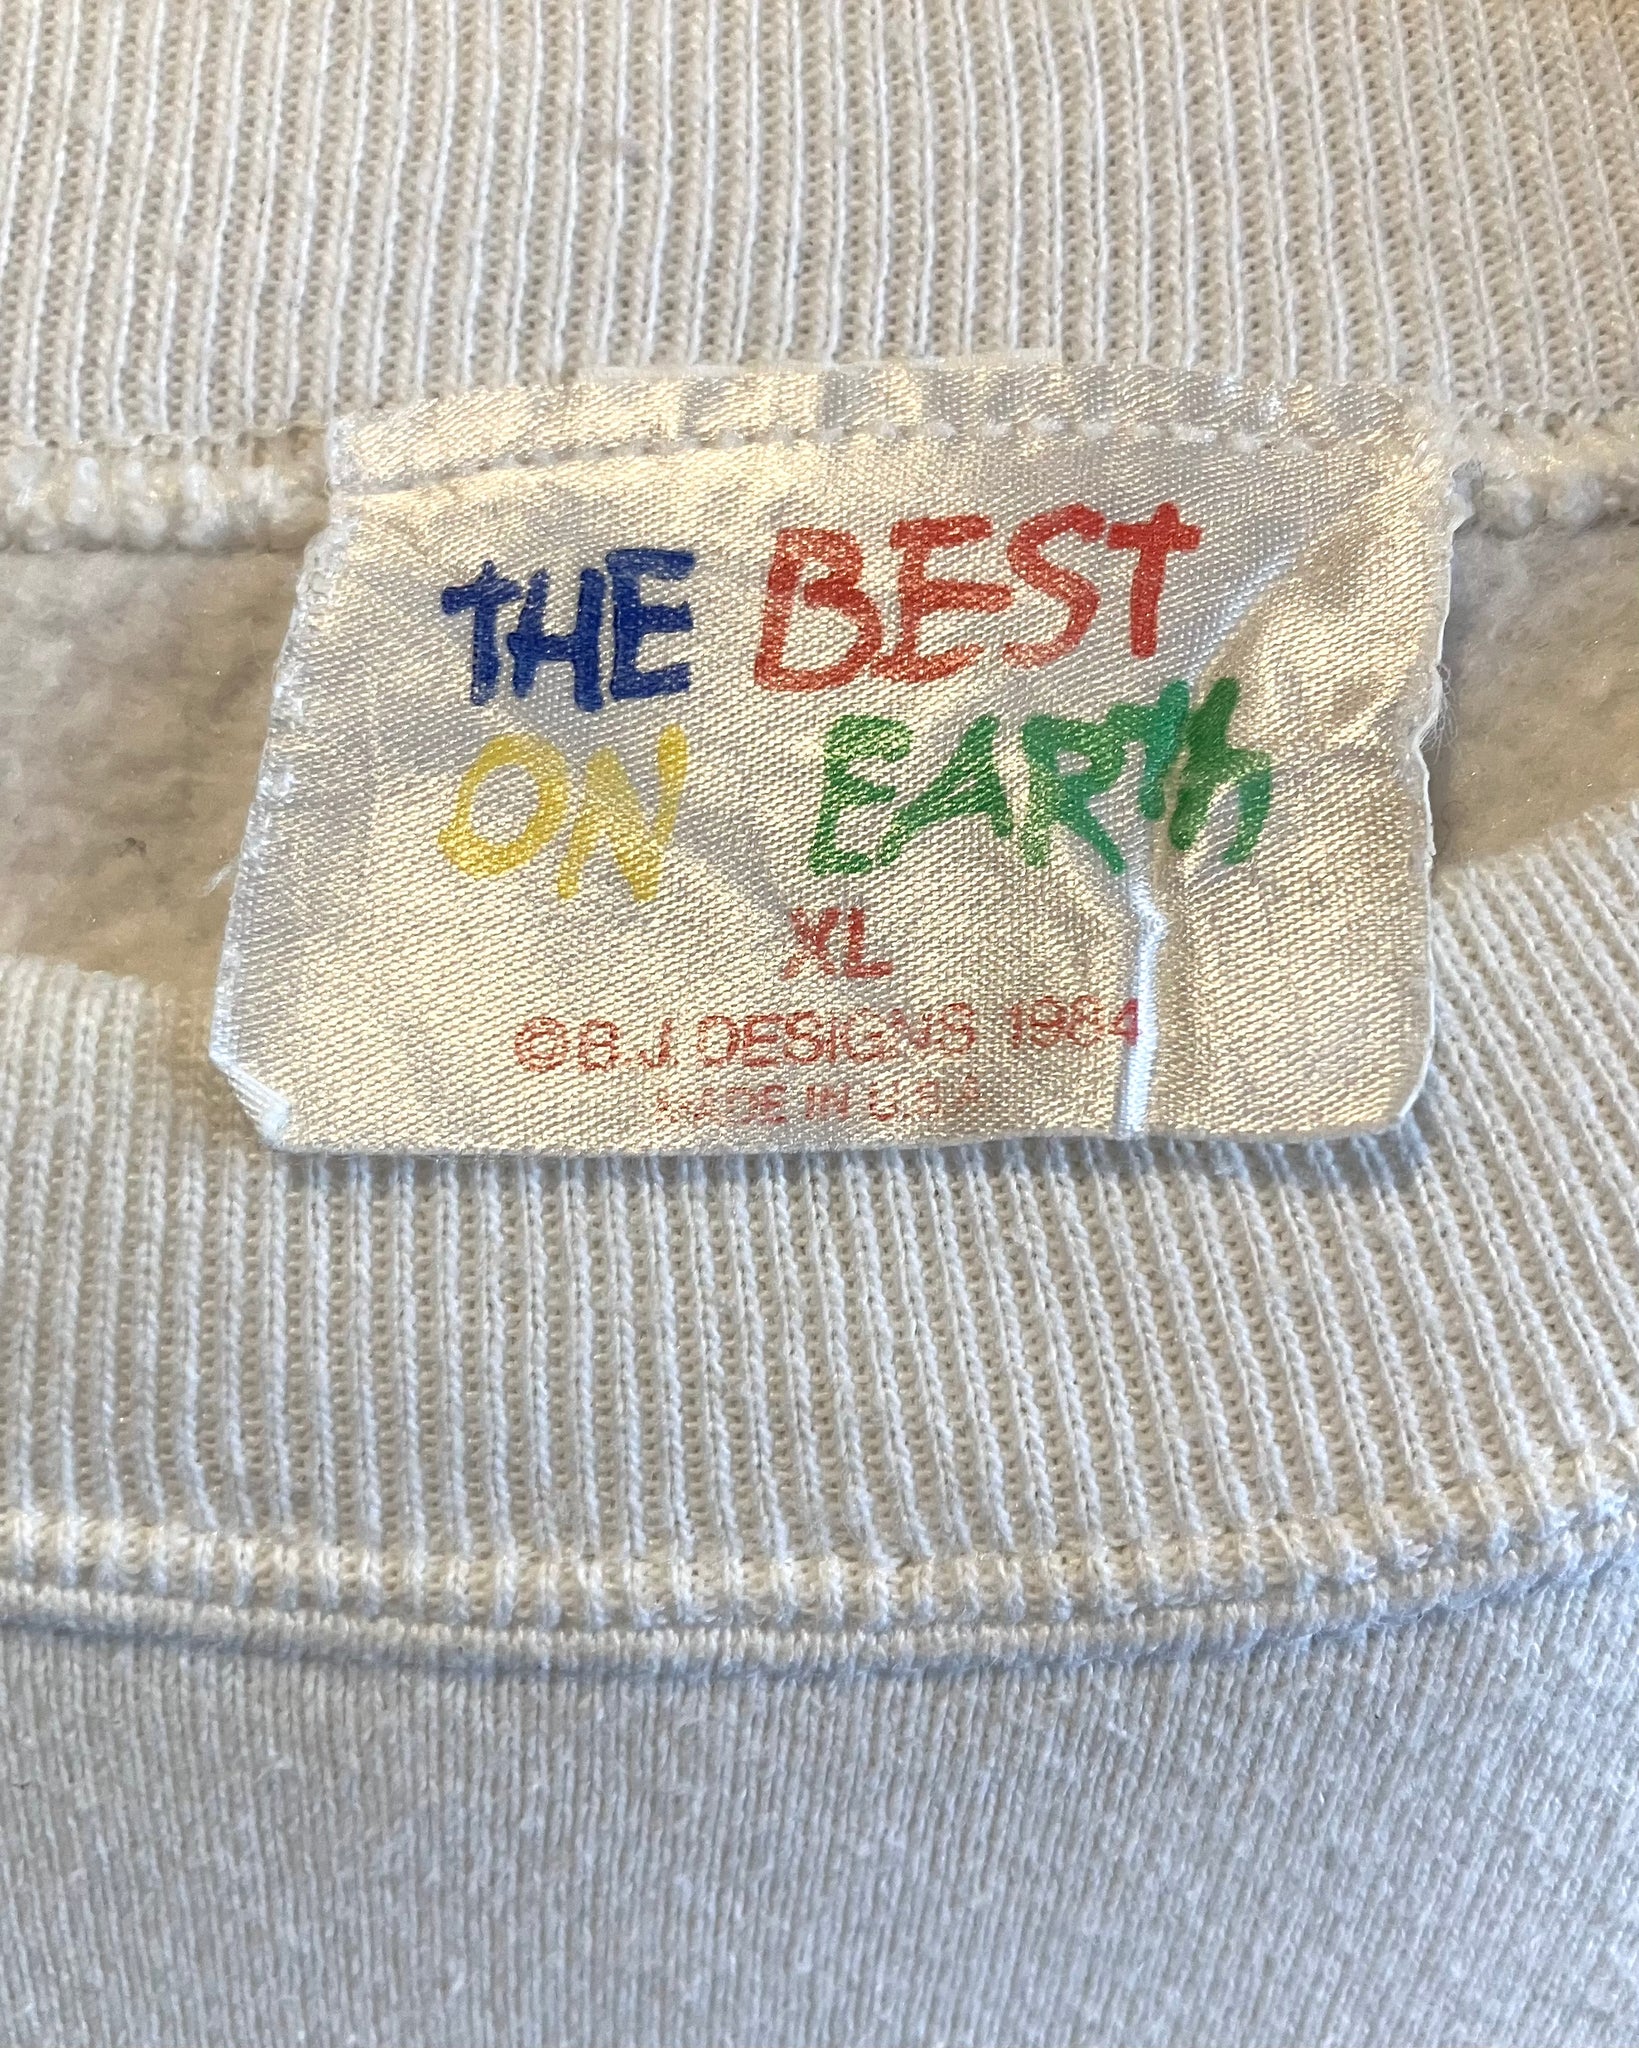 THE BEST
ON EARTh
XL
© B.J. DESIGNS 1984
MADE IN U.S.A